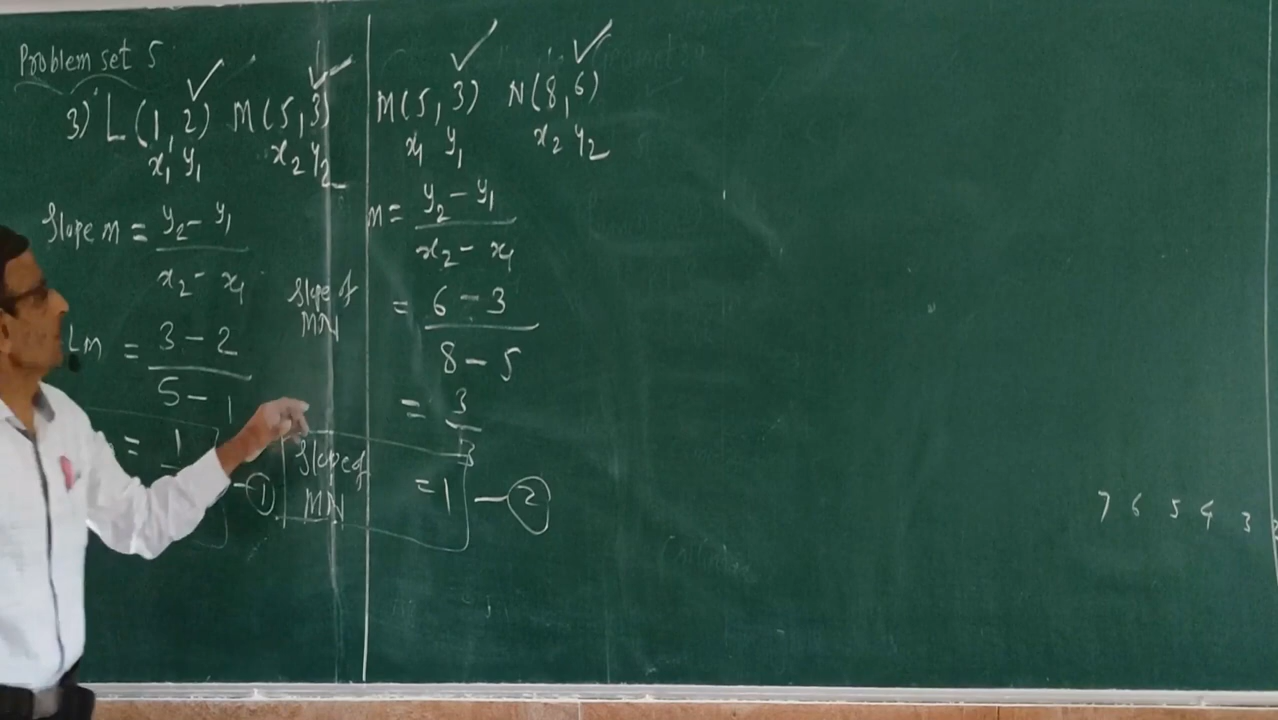 Problem set 5
3) L(1,2) M(5,3)
x₁ y₁ x₂ y₂
Slope m = y₂ - y₁
x₂ - x₁
Lm = 3 - 2
5 - 1
= 1
①
M(5,3) N(8,6)
x₁ y₁ x₂ y₂
m = y₂ - y₁
x₂ - x₁
Slope of
MN
= 6 - 3
8 - 5
= 3
3
Slope of
MN
= 1 — ②
7 6 5 4 3